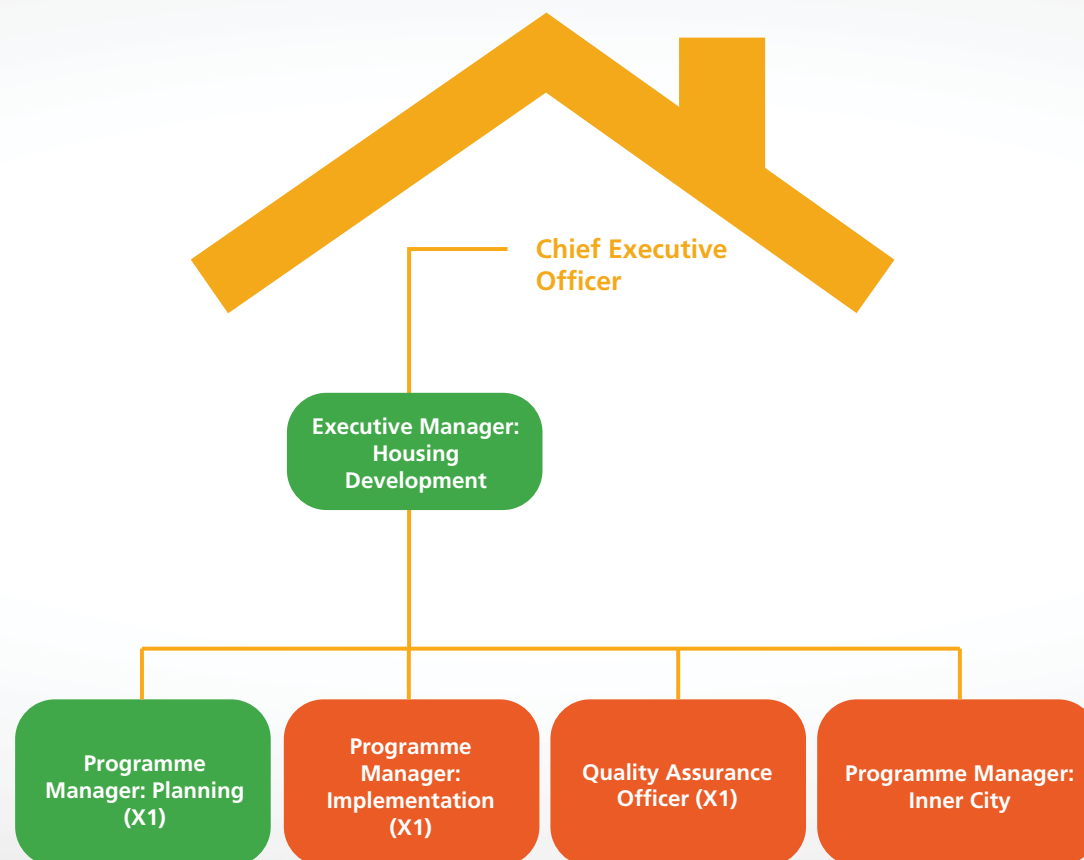 Chief Executive
Officer
Executive Manager:
Housing
Development
Programme
Manager: Planning
(X1)
Programme
Manager:
Implementation
(X1)
Quality Assurance
Officer (X1)
Programme Manager:
Inner City